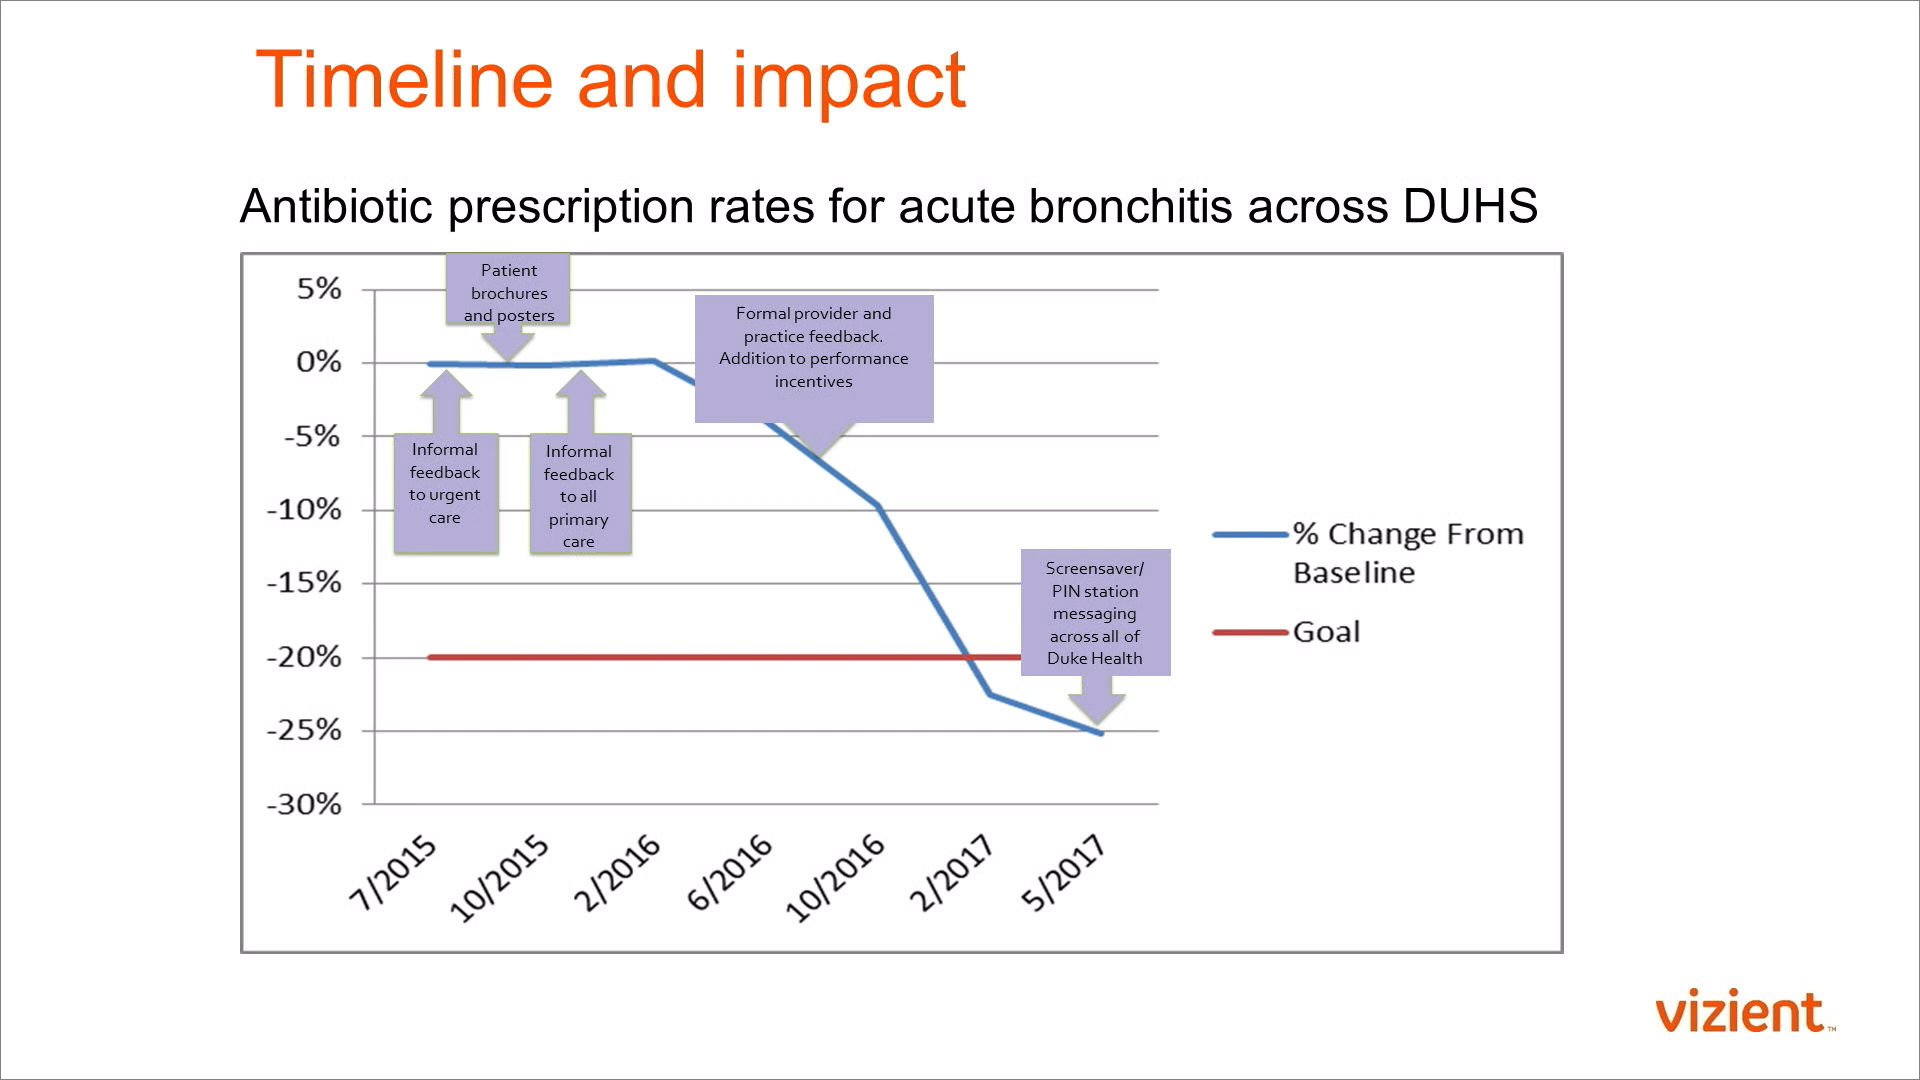 Timeline and impact
Antibiotic prescription rates for acute bronchitis across DUHS
5%
0%
-5%
-10%
-15%
-20%
-25%
-30%
Patient
brochures
and posters
Informal
feedback
to urgent
care
Informal
feedback
to all
primary
care
Formal provider and
practice feedback.
Addition to performance
incentives
Screensaver/
PIN station
messaging
across all of
Duke Health
% Change From
Baseline
Goal
7/2015
10/2015
2/2016
6/2016
10/2016
2/2017
5/2017
vizient™